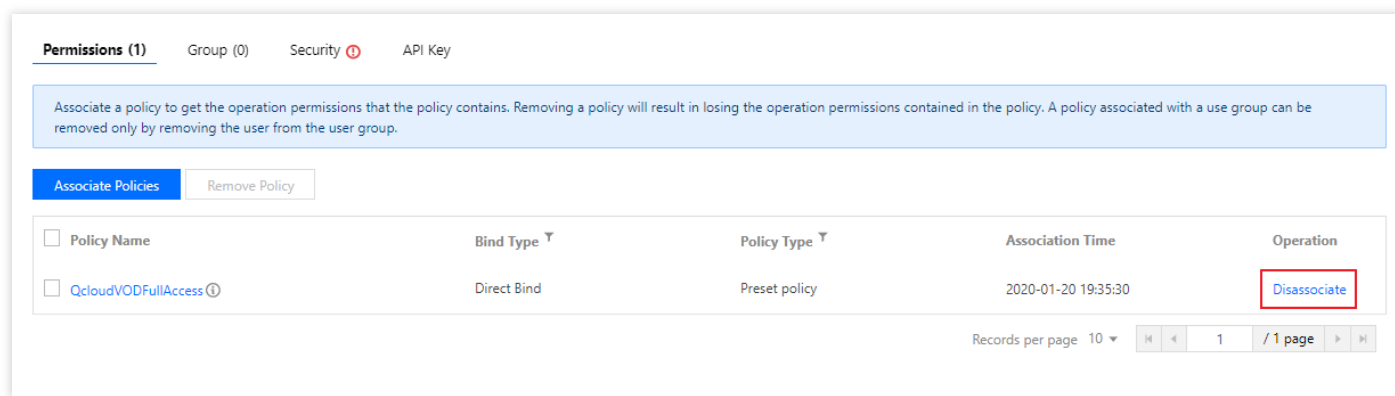 Permissions (1) Group (0) Security API Key
Associate a policy to get the operation permissions that the policy contains. Removing a policy will result in losing the operation permissions contained in the policy. A policy associated with a use group can be
removed only by removing the user from the user group.
Associate Policies Remove Policy
Policy Name Bind Type Policy Type Association Time Operation
QcloudVODFullAccess Direct Bind Preset policy 2020-01-20 19:35:30 Disassociate
Records per page 10 1 / 1 page